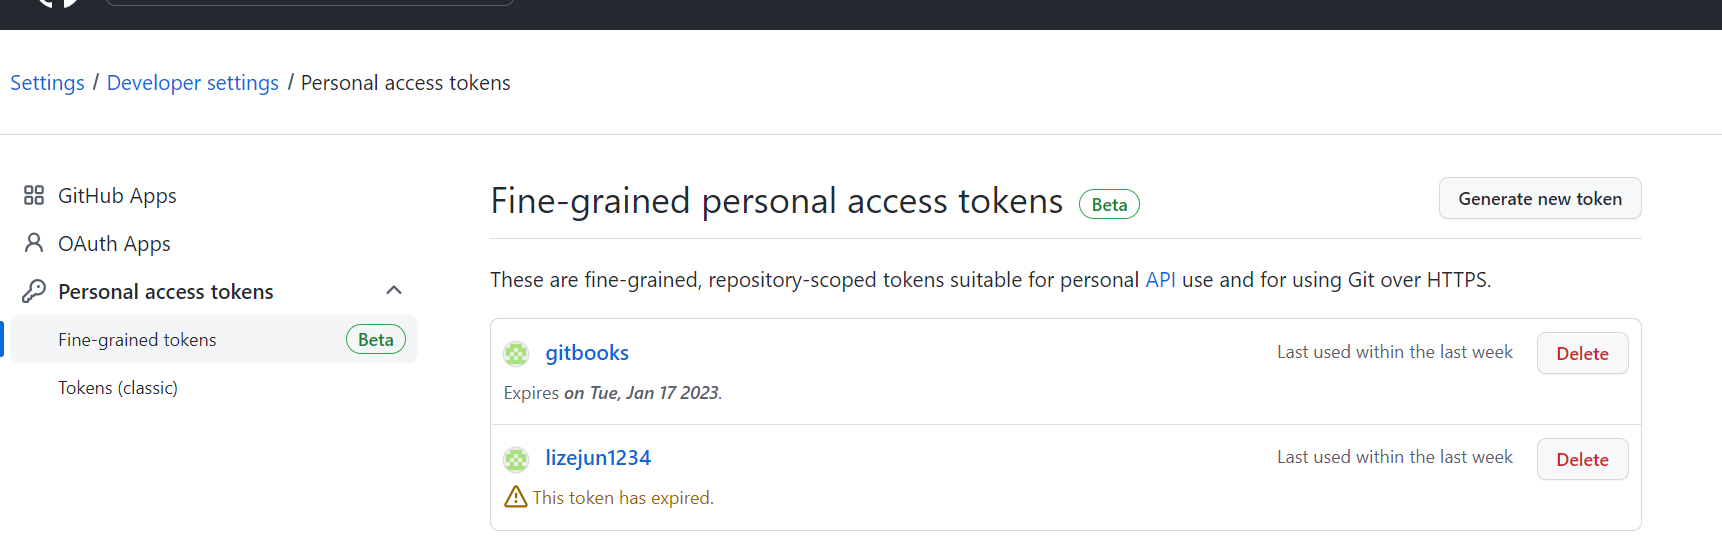 Settings / Developer settings / Personal access tokens
GitHub Apps
OAuth Apps
Personal access tokens
Fine-grained tokens Beta
Tokens (classic)
Fine-grained personal access tokens Beta
Generate new token
These are fine-grained, repository-scoped tokens suitable for personal API use and for using Git over HTTPS.
gitbooks Last used within the last week Delete
Expires on Tue, Jan 17 2023.
lizejun1234 Last used within the last week Delete
This token has expired.